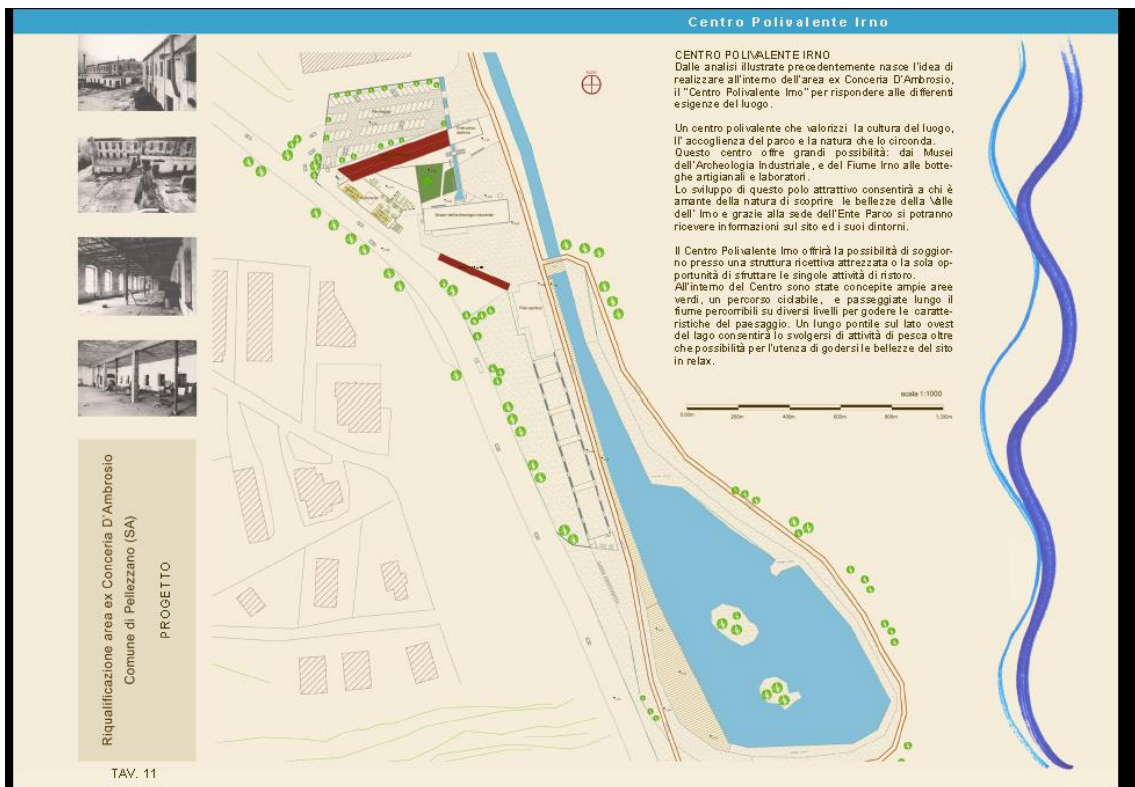 Centro Polivalente Irno
CENTRO POLIVALENTE IRNO
Dalle analisi illustrate precedentemente nasce l'idea di
realizzare all'interno dell'area ex Conceria D'Ambrosio,
il "Centro Polivalente Irno" per rispondere alle differenti
esigenze del luogo.
Un centro polivalente che valorizzi la cultura del luogo,
ll' accoglienza del parco e la natura che lo circonda.
Questo centro offre grandi possibilità: dai Musei
dell'Archeologia Industriale, e del Fiume Irno alle botte-
ghe artigianali e laboratori.
Lo sviluppo di questo polo attrattivo consentirà a chi è
amante della natura di scoprire le bellezze della Valle
dell' Irno e grazie alla sede dell'Ente Parco si potranno
ricevere informazioni sul sito ed i suoi dintorni.
Il Centro Polivalente Irno offrirà la possibilità di soggior-
no presso una struttura ricettiva attrezzata o la sola op-
portunità di sfruttare le singole attività di ristoro.
All'interno del Centro sono state concepite ampie aree
verdi, un percorso ciclabile, e passeggiate lungo il
fiume percorribili su diversi livelli per godere le caratte-
ristiche del paesaggio. Un lungo pontile sul lato ovest
del lago consentirà lo svolgersi di attività di pesca oltre
che possibilità per l'utenza di godersi le bellezze del sito
in relax.
scala 1:1000
200m
400m
Riqualificazione area ex Conceria D'Ambrosio
Comune di Pellezzano (SA)
PROGETTO
TAV. 11